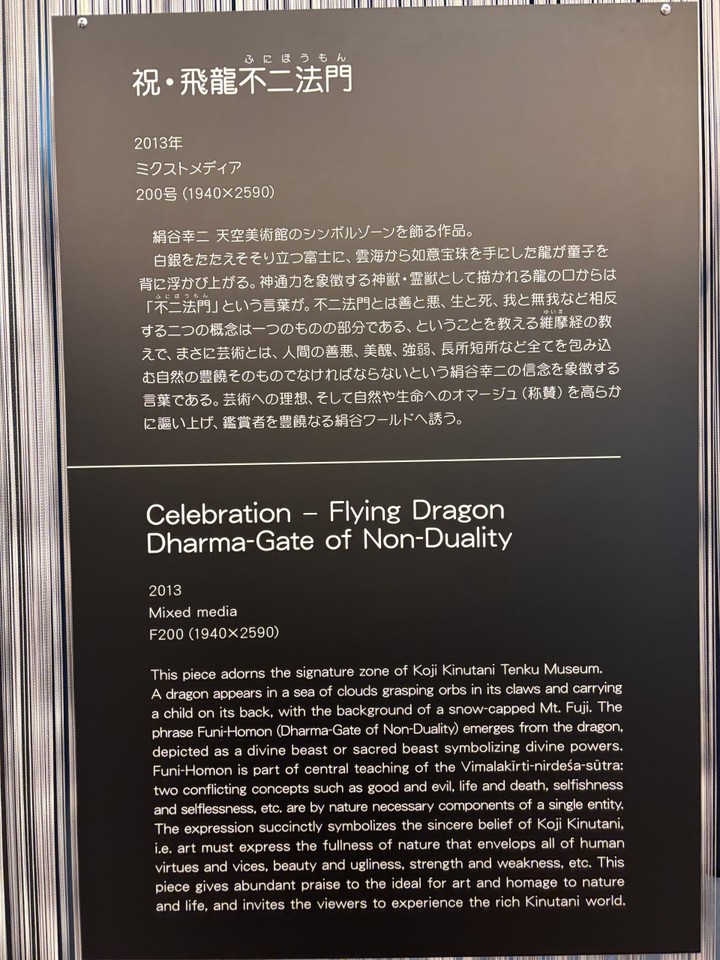 ふにほうもん
祝・飛龍不二法門
2013年
ミクストメディア
200号(1940×2590)
絹谷幸二 天空美術館のシンボルゾーンを飾る作品。
白銀をたたえそそり立つ富士に、雲海から如意宝珠を手にした龍が童子を
背に浮かび上がる。神通力を象徴する神獣・霊獣として描かれる龍の口からは
ふにほうもん
「不二法門」という言葉が。不二法門とは善と悪、生と死、我と無我など相反
ゆいま
する二つの概念は一つのものの部分である、ということを教える維摩経の教
えで、まさに芸術とは、人間の善悪、美醜、強弱、長所短所など全てを包み込
む自然の豊饒そのものでなければならないという絹谷幸二の信念を象徴する
言葉である。芸術への理想、そして自然や生命へのオマージュ(称賛)を高らか
に謳い上げ、鑑賞者を豊饒なる絹谷ワールドへ誘う。
Celebration – Flying Dragon
Dharma-Gate of Non-Duality
2013
Mixed media
F200 (1940×2590)
This piece adorns the signature zone of Koji Kinutani Tenku Museum.
A dragon appears in a sea of clouds grasping orbs in its claws and carrying
a child on its back, with the background of a snow-capped Mt. Fuji. The
phrase Funi-Homon (Dharma-Gate of Non-Duality) emerges from the dragon,
depicted as a divine beast or sacred beast symbolizing divine powers.
Funi-Homon is part of central teaching of the Vimalakīrti-nirdeśa-sūtra:
two conflicting concepts such as good and evil, life and death, selfishness
and selflessness, etc. are by nature necessary components of a single entity.
The expression succinctly symbolizes the sincere belief of Koji Kinutani,
i.e. art must express the fullness of nature that envelops all of human
virtues and vices, beauty and ugliness, strength and weakness, etc. This
piece gives abundant praise to the ideal for art and homage to nature
and life, and invites the viewers to experience the rich Kinutani world.